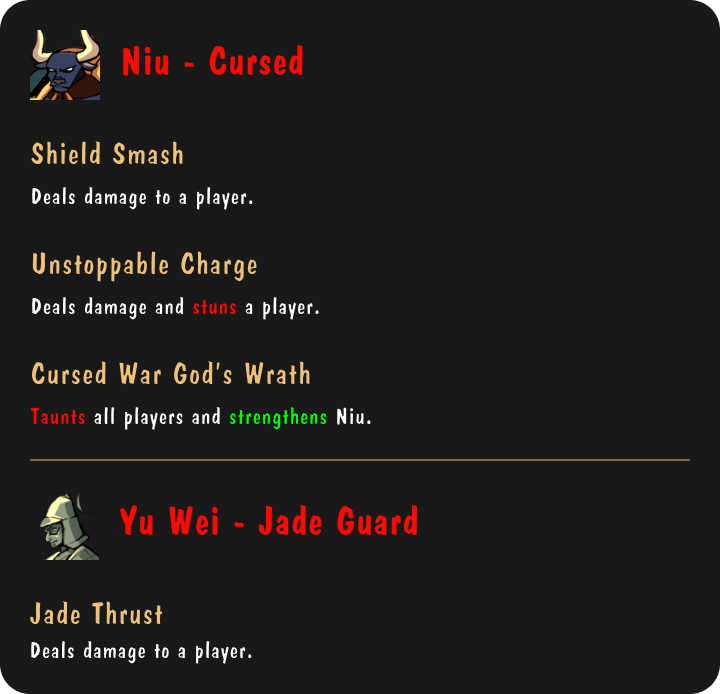 Niu - Cursed
Shield Smash
Deals damage to a player.
Unstoppable Charge
Deals damage and stuns a player.
Cursed War God's Wrath
Taunts all players and strengthens Niu.
Yu Wei - Jade Guard
Jade Thrust
Deals damage to a player.